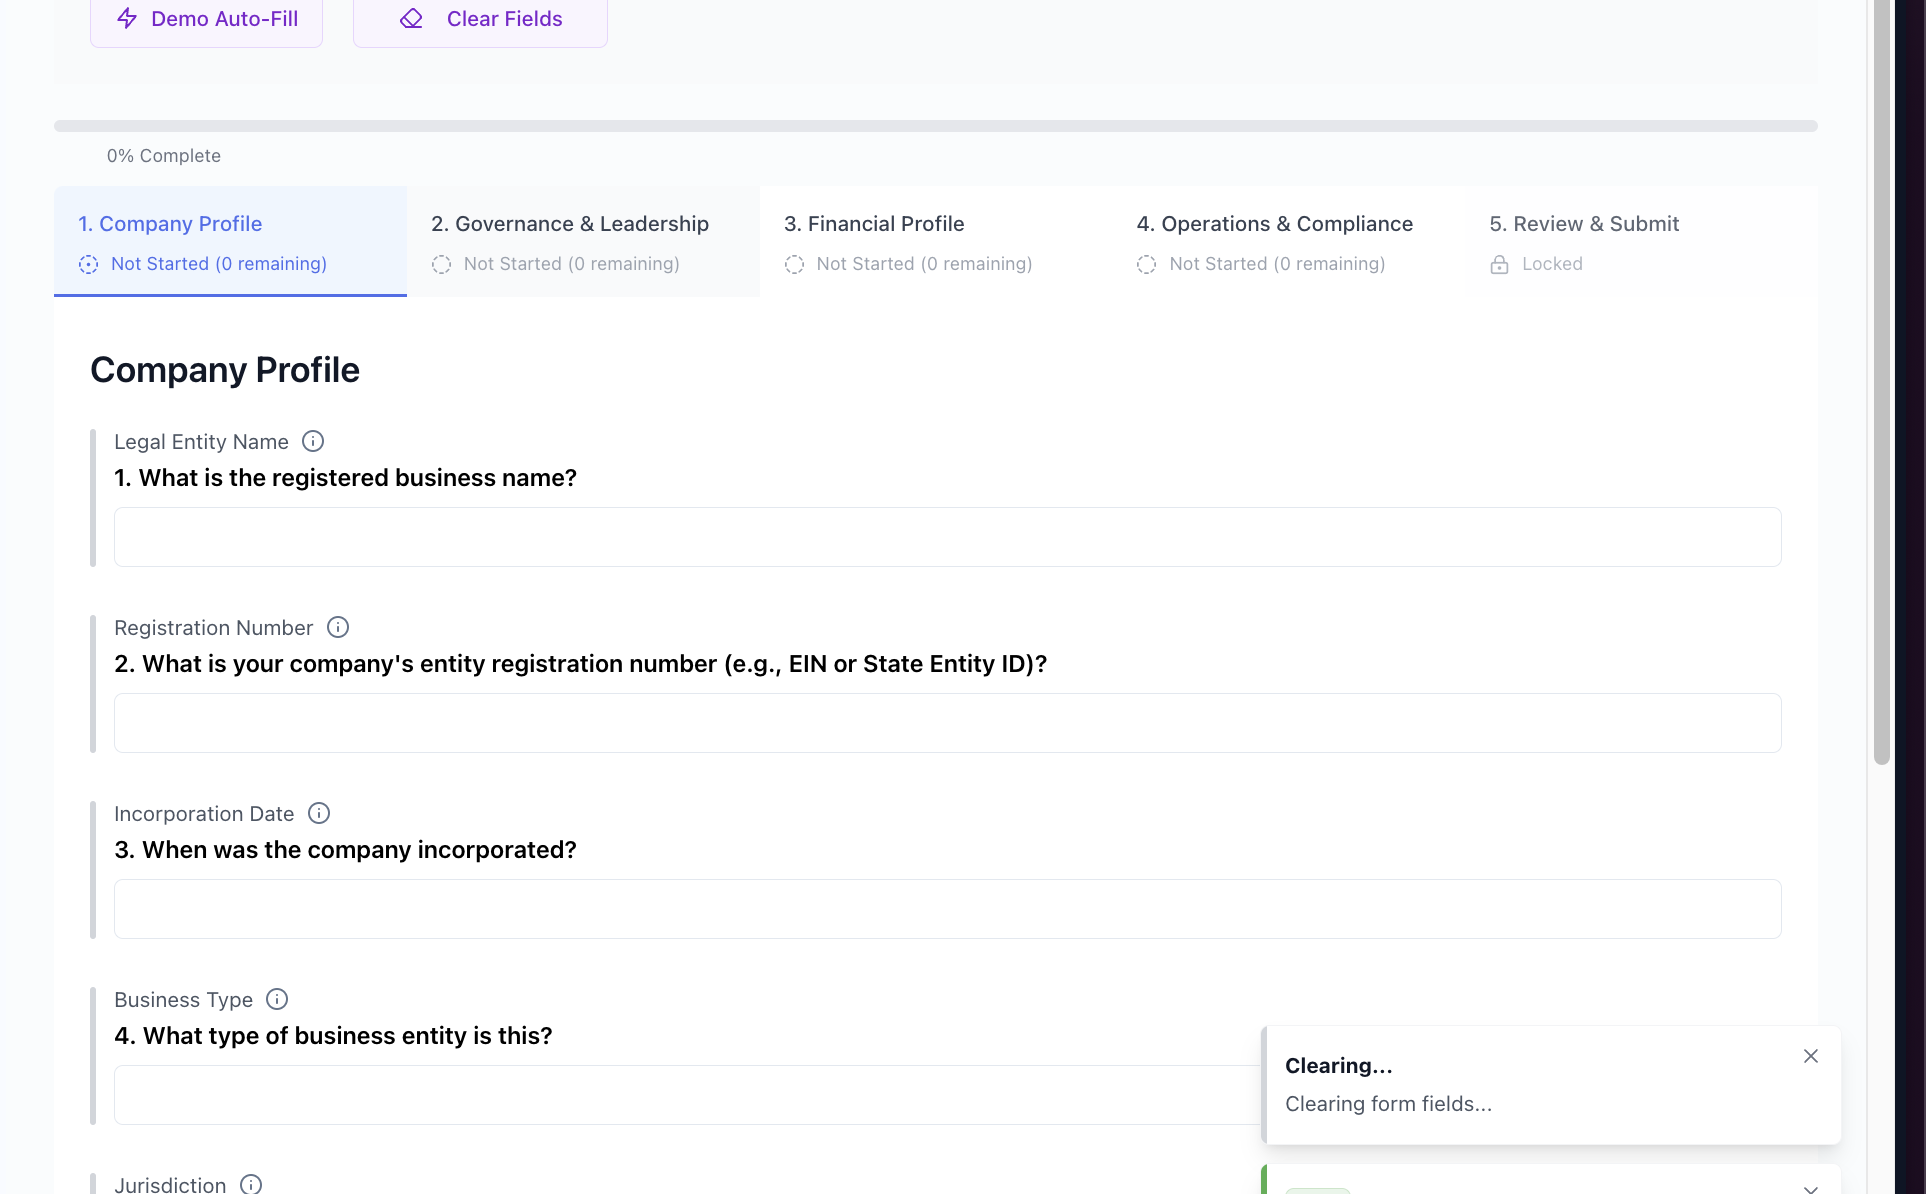 Demo Auto-Fill
Clear Fields
0% Complete
1. Company Profile
Not Started (0 remaining)
2. Governance & Leadership
Not Started (0 remaining)
3. Financial Profile
Not Started (0 remaining)
4. Operations & Compliance
Not Started (0 remaining)
5. Review & Submit
Locked
Company Profile
Legal Entity Name
1. What is the registered business name?
Registration Number
2. What is your company's entity registration number (e.g., EIN or State Entity ID)?
Incorporation Date
3. When was the company incorporated?
Business Type
4. What type of business entity is this?
Clearing...
Clearing form fields...
Jurisdiction